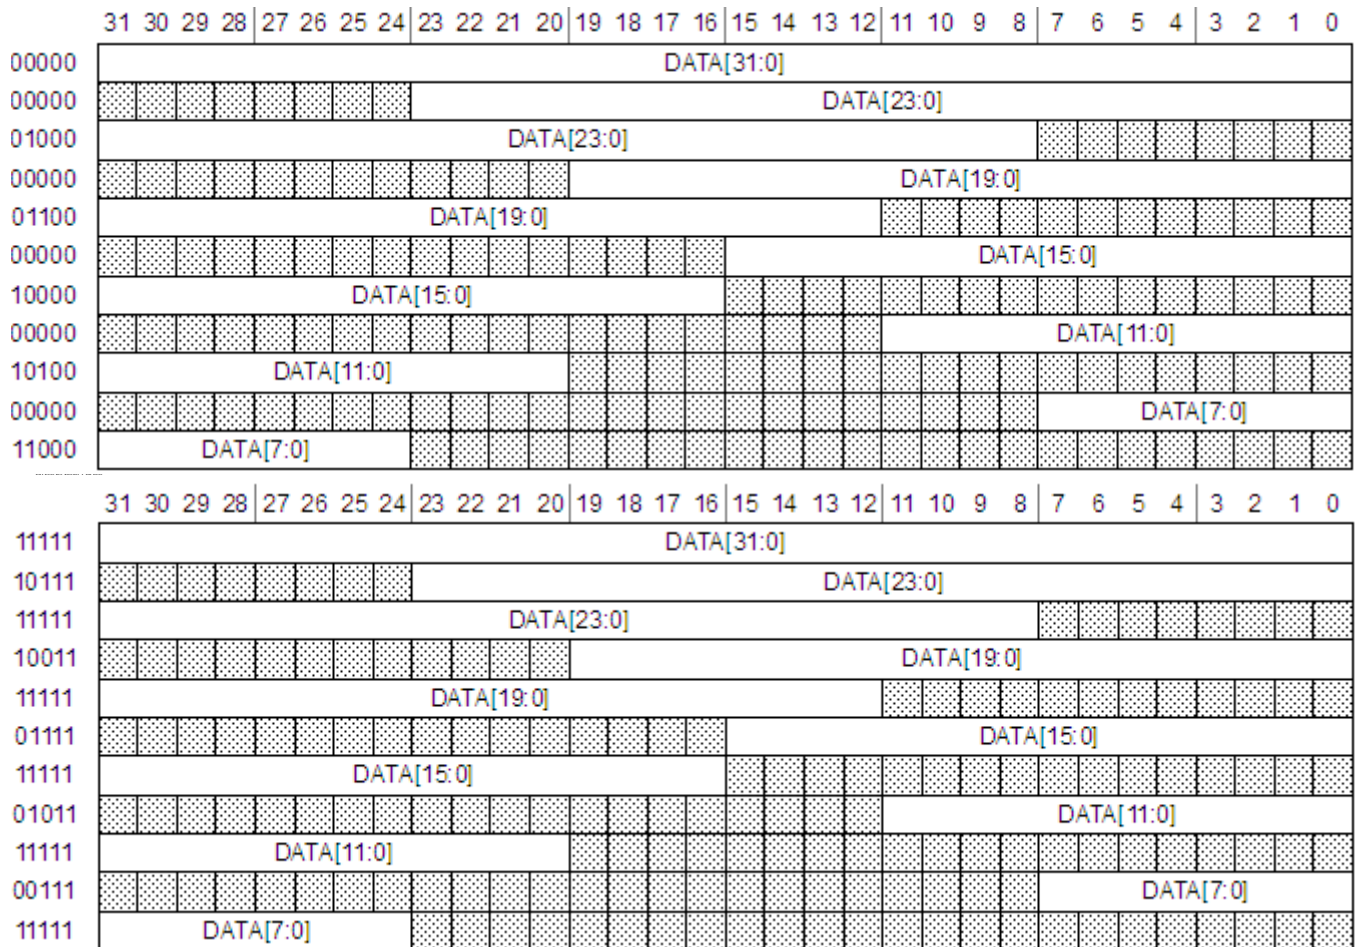 31 30 29 28 27 26 25 24 23 22 21 20 19 18 17 16 15 14 13 12 11 10 9 8 7 6 5 4 3 2 1 0
00000 DATA[31:0]
00000 DATA[23:0]
01000 DATA[23:0]
00000 DATA[19:0]
01100 DATA[19:0]
00000 DATA[15:0]
10000 DATA[15:0]
00000 DATA[11:0]
10100 DATA[11:0]
00000 DATA[7:0]
11000 DATA[7:0]
31 30 29 28 27 26 25 24 23 22 21 20 19 18 17 16 15 14 13 12 11 10 9 8 7 6 5 4 3 2 1 0
11111 DATA[31:0]
10111 DATA[23:0]
11111 DATA[23:0]
10011 DATA[19:0]
11111 DATA[19:0]
01111 DATA[15:0]
11111 DATA[15:0]
01011 DATA[11:0]
11111 DATA[11:0]
00111 DATA[7:0]
11111 DATA[7:0]